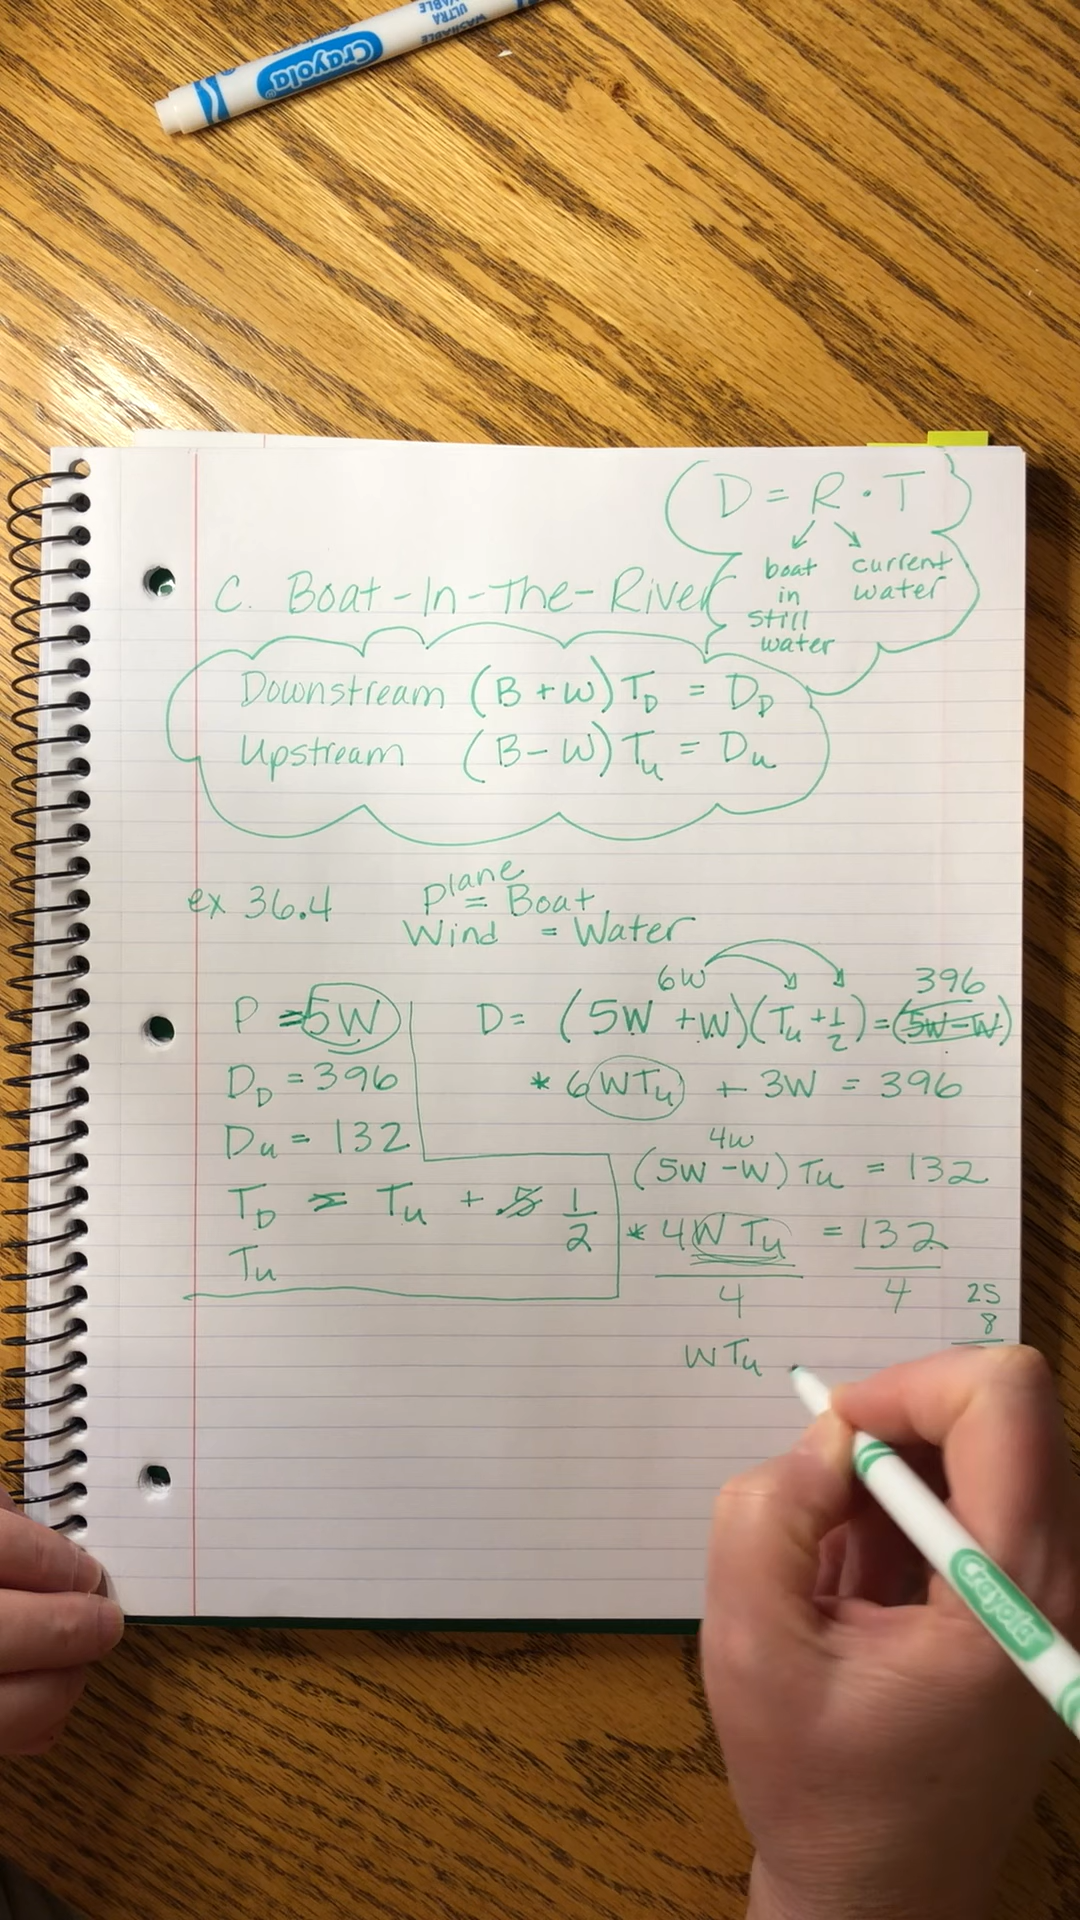 Crayola
ULTRA
WASHABLE
D = R · T
boat in still water
current water
C. Boat-In-The-River
Downstream (B + W) T_D = D_D
Upstream (B - W) T_u = D_u
ex 36.4
Plane = Boat
Wind = Water
P = 5W
D_D = 396
D_u = 132
T_D = T_u + 1/2
T_u
6W
396
D = (5W + W)(T_u + 1/2) = (5W - W)
* 6WT_u + 3W = 396
4W
(5W - W) T_u = 132
* 4W T_u = 132
4 4
25
8
WT_u
Crayola